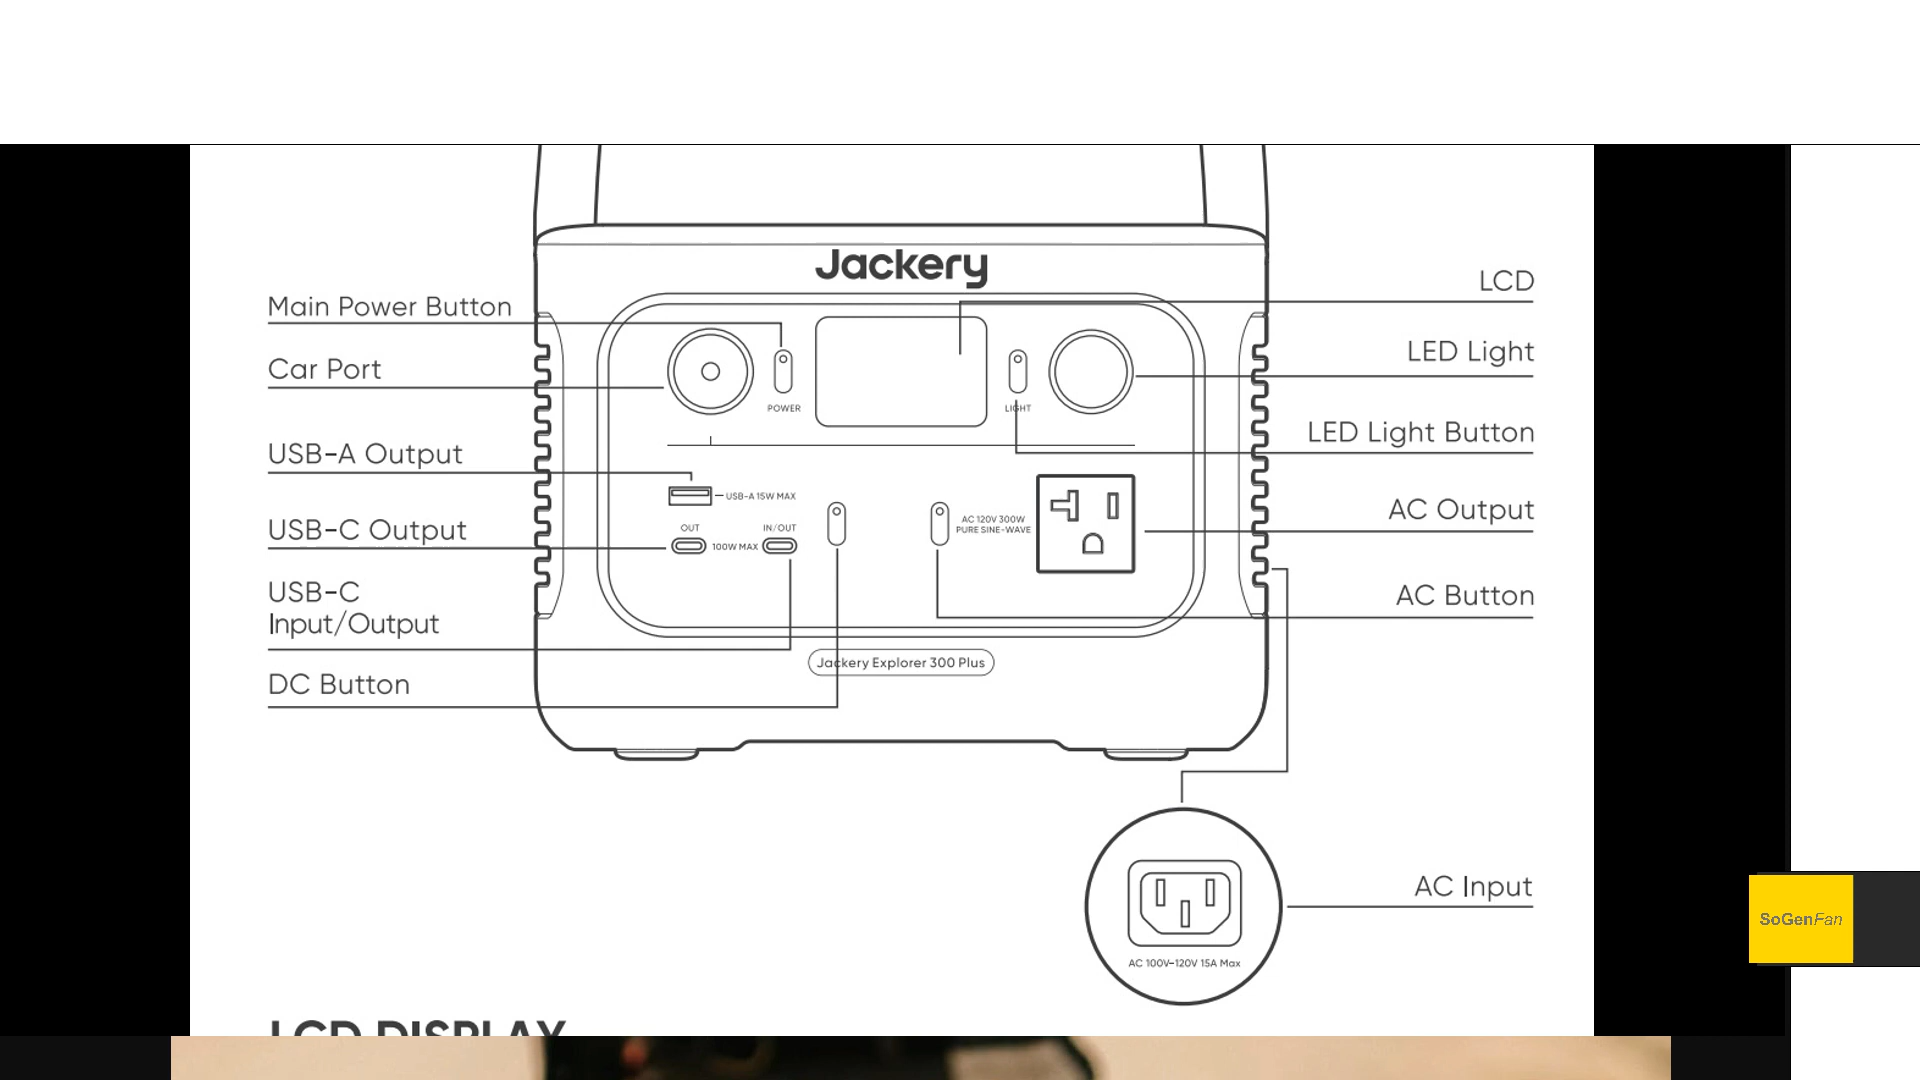 Jackery
Main Power Button
Car Port
USB-A Output
USB-C Output
USB-C
Input/Output
DC Button
LCD
LED Light
LED Light Button
AC Output
AC Button
AC Input
POWER
LIGHT
USB-A 15W MAX
OUT
IN/OUT
100W MAX
AC 120V 300W
PURE SINE-WAVE
Jackery Explorer 300 Plus
AC 100V-120V 15A Max
SoGenFan
LCD DISPLAY